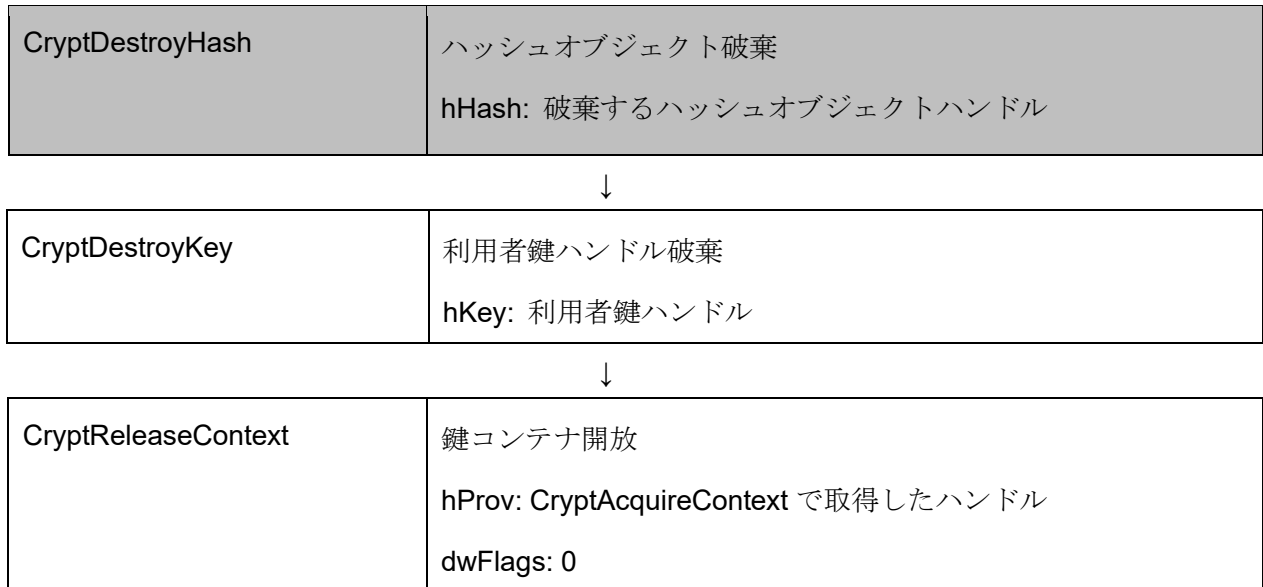 CryptDestroyHash
ハッシュオブジェクト破棄
hHash: 破棄するハッシュオブジェクトハンドル
↓
CryptDestroyKey
利用者鍵ハンドル破棄
hKey: 利用者鍵ハンドル
↓
CryptReleaseContext
鍵コンテナ開放
hProv: CryptAcquireContext で取得したハンドル
dwFlags: 0